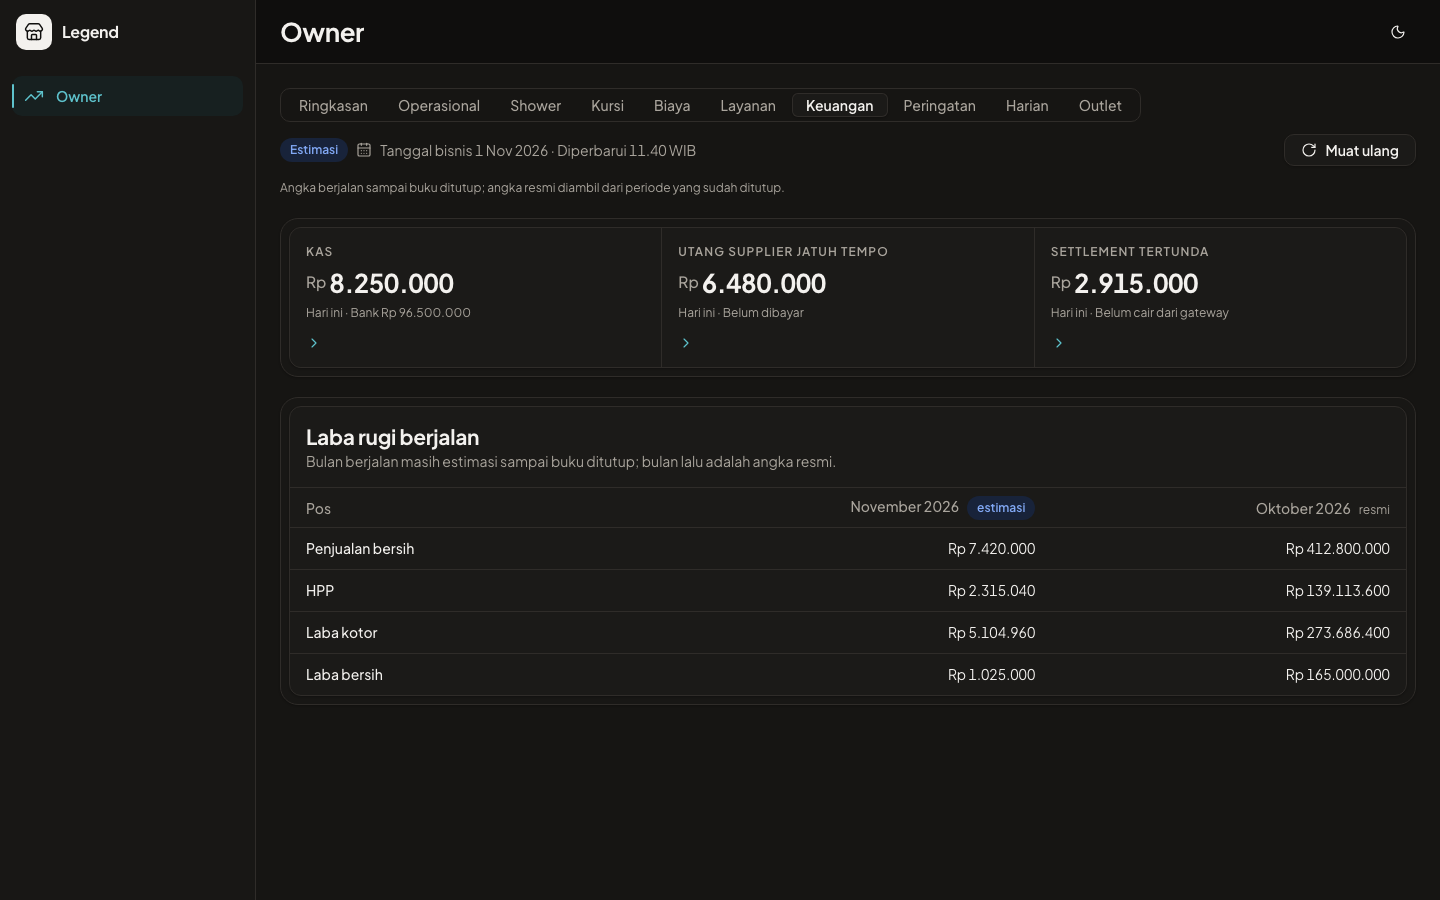 Legend
Owner
Owner
Ringkasan Operasional Shower Kursi Biaya Layanan Keuangan Peringatan Harian Outlet
Estimasi Tanggal bisnis 1 Nov 2026 · Diperbarui 11.40 WIB Muat ulang
Angka berjalan sampai buku ditutup; angka resmi diambil dari periode yang sudah ditutup.
KAS
Rp 8.250.000
Hari ini · Bank Rp 96.500.000
UTANG SUPPLIER JATUH TEMPO
Rp 6.480.000
Hari ini · Belum dibayar
SETTLEMENT TERTUNDA
Rp 2.915.000
Hari ini · Belum cair dari gateway
Laba rugi berjalan
Bulan berjalan masih estimasi sampai buku ditutup; bulan lalu adalah angka resmi.
Pos November 2026 estimasi Oktober 2026 resmi
Penjualan bersih Rp 7.420.000 Rp 412.800.000
HPP Rp 2.315.040 Rp 139.113.600
Laba kotor Rp 5.104.960 Rp 273.686.400
Laba bersih Rp 1.025.000 Rp 165.000.000